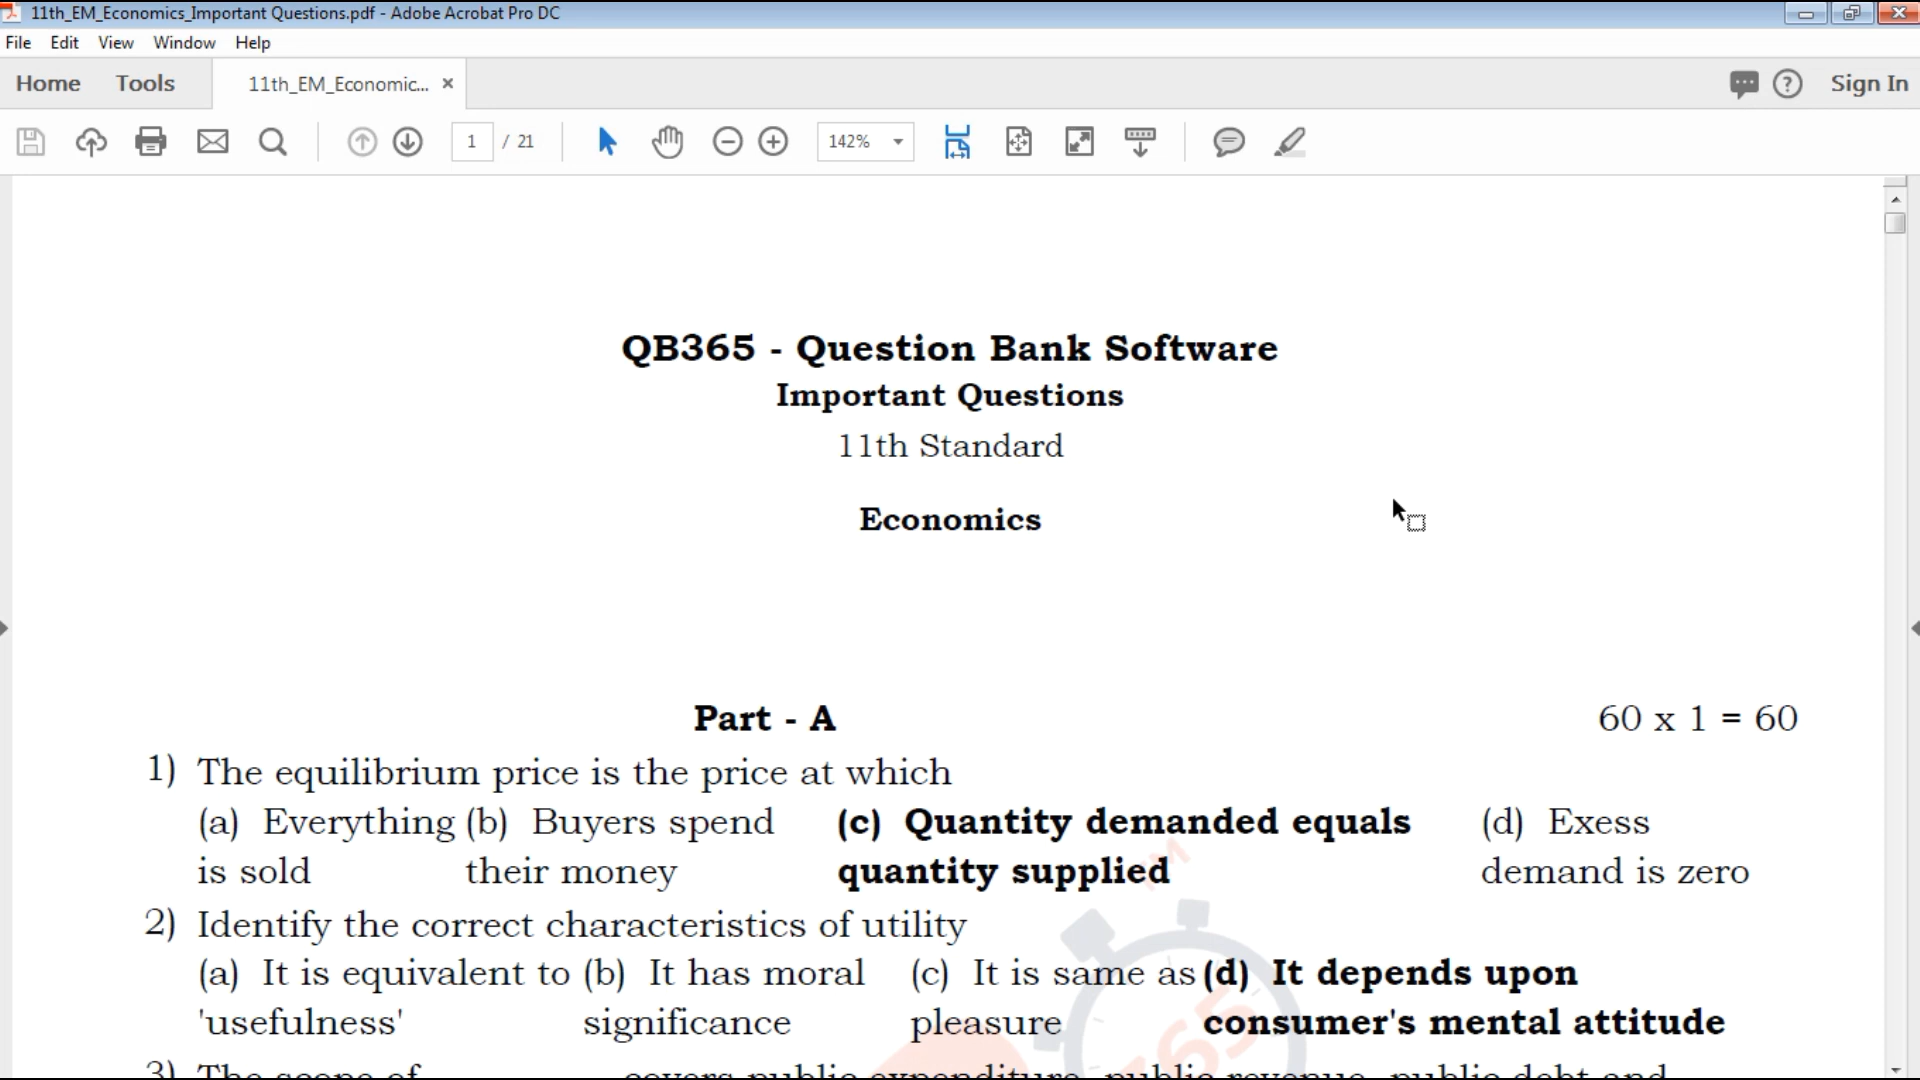 11th_EM_Economics_Important Questions.pdf - Adobe Acrobat Pro DC
File Edit View Window Help
Home Tools 11th_EM_Economic... × Sign In
1 / 21 142%
QB365 - Question Bank Software
Important Questions
11th Standard
Economics
Part - A 60 x 1 = 60
1) The equilibrium price is the price at which
(a) Everything (b) Buyers spend (c) Quantity demanded equals (d) Exess
is sold their money quantity supplied demand is zero
2) Identify the correct characteristics of utility
(a) It is equivalent to (b) It has moral (c) It is same as (d) It depends upon
'usefulness' significance pleasure consumer's mental attitude
3) The scope of covers public expenditure, public revenue, public debt and
TM
365